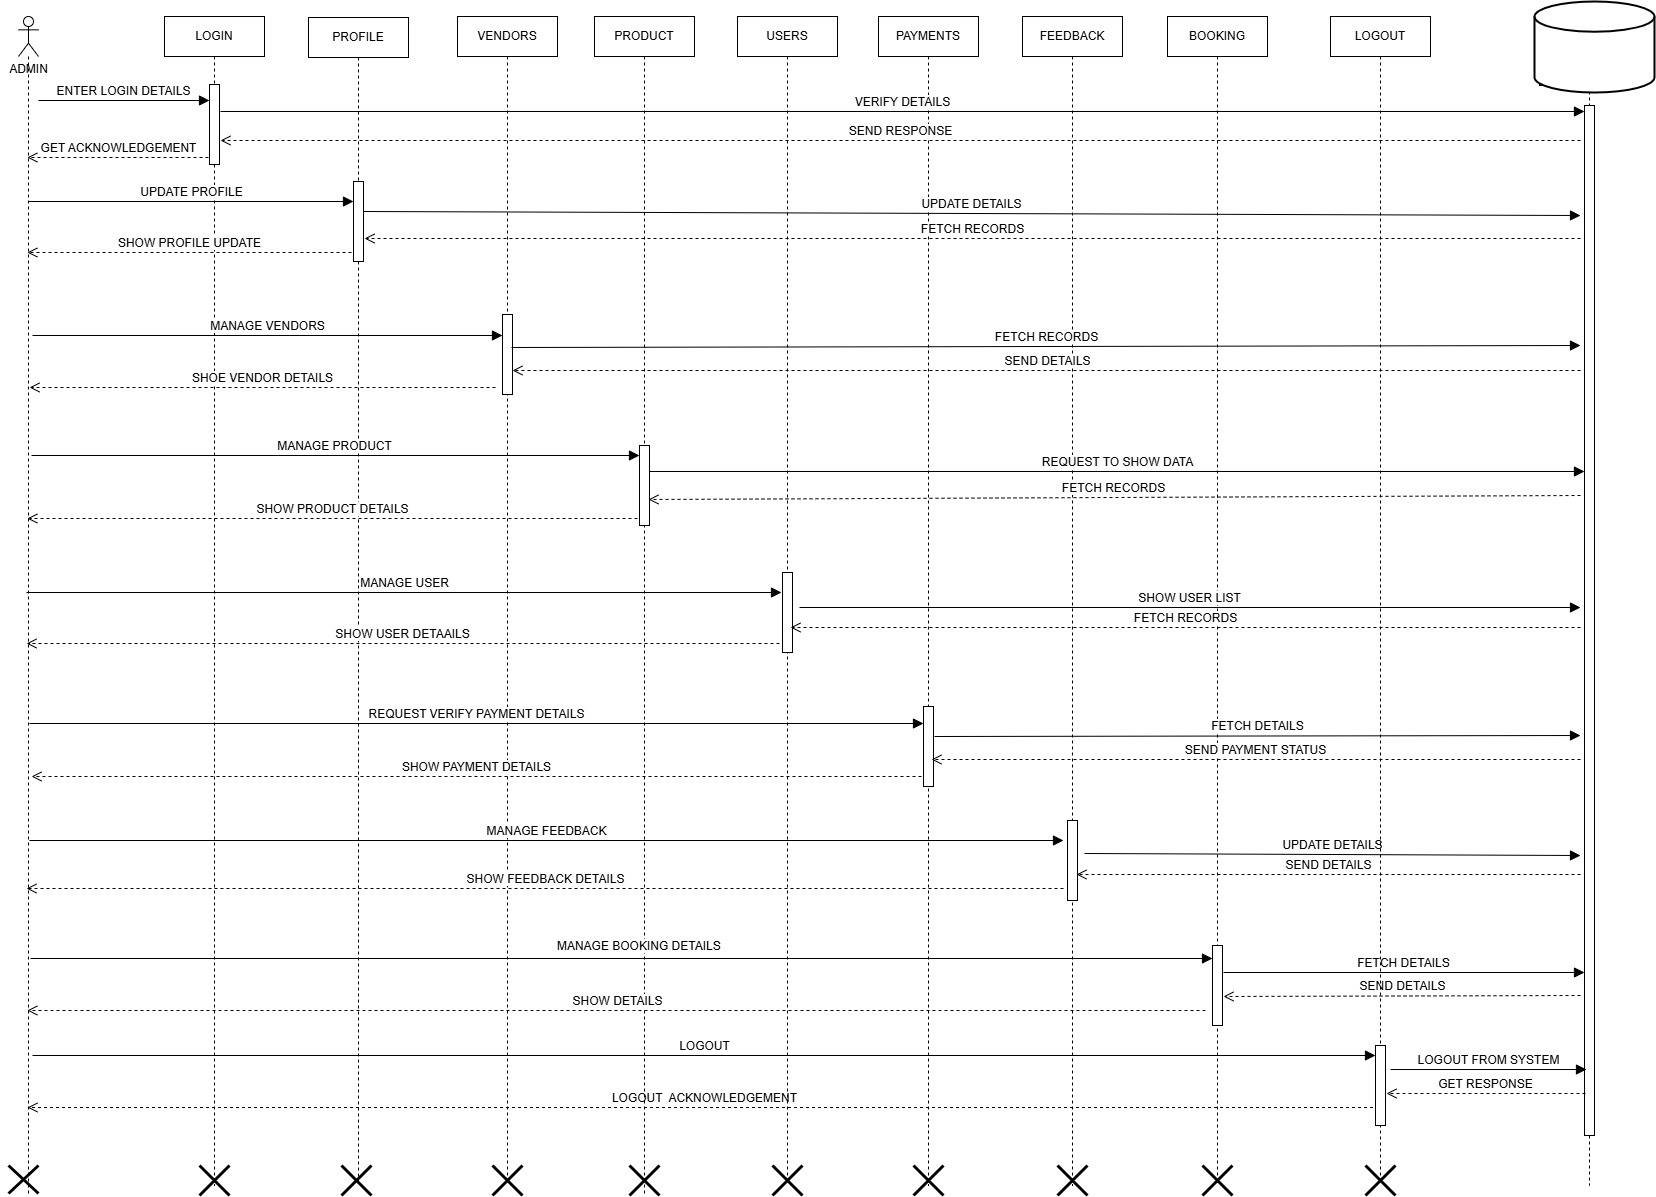 LOGIN
PROFILE
VENDORS
PRODUCT
USERS
PAYMENTS
FEEDBACK
BOOKING
LOGOUT
ADMIN
ENTER LOGIN DETAILS
VERIFY DETAILS
SEND RESPONSE
GET ACKNOWLEDGEMENT
UPDATE PROFILE
UPDATE DETAILS
FETCH RECORDS
SHOW PROFILE UPDATE
MANAGE VENDORS
FETCH RECORDS
SEND DETAILS
SHOE VENDOR DETAILS
MANAGE PRODUCT
REQUEST TO SHOW DATA
FETCH RECORDS
SHOW PRODUCT DETAILS
MANAGE USER
SHOW USER LIST
FETCH RECORDS
SHOW USER DETAAILS
REQUEST VERIFY PAYMENT DETAILS
FETCH DETAILS
SEND PAYMENT STATUS
SHOW PAYMENT DETAILS
MANAGE FEEDBACK
UPDATE DETAILS
SEND DETAILS
SHOW FEEDBACK DETAILS
MANAGE BOOKING DETAILS
FETCH DETAILS
SEND DETAILS
SHOW DETAILS
LOGOUT
LOGOUT FROM SYSTEM
GET RESPONSE
LOGOUT  ACKNOWLEDGEMENT